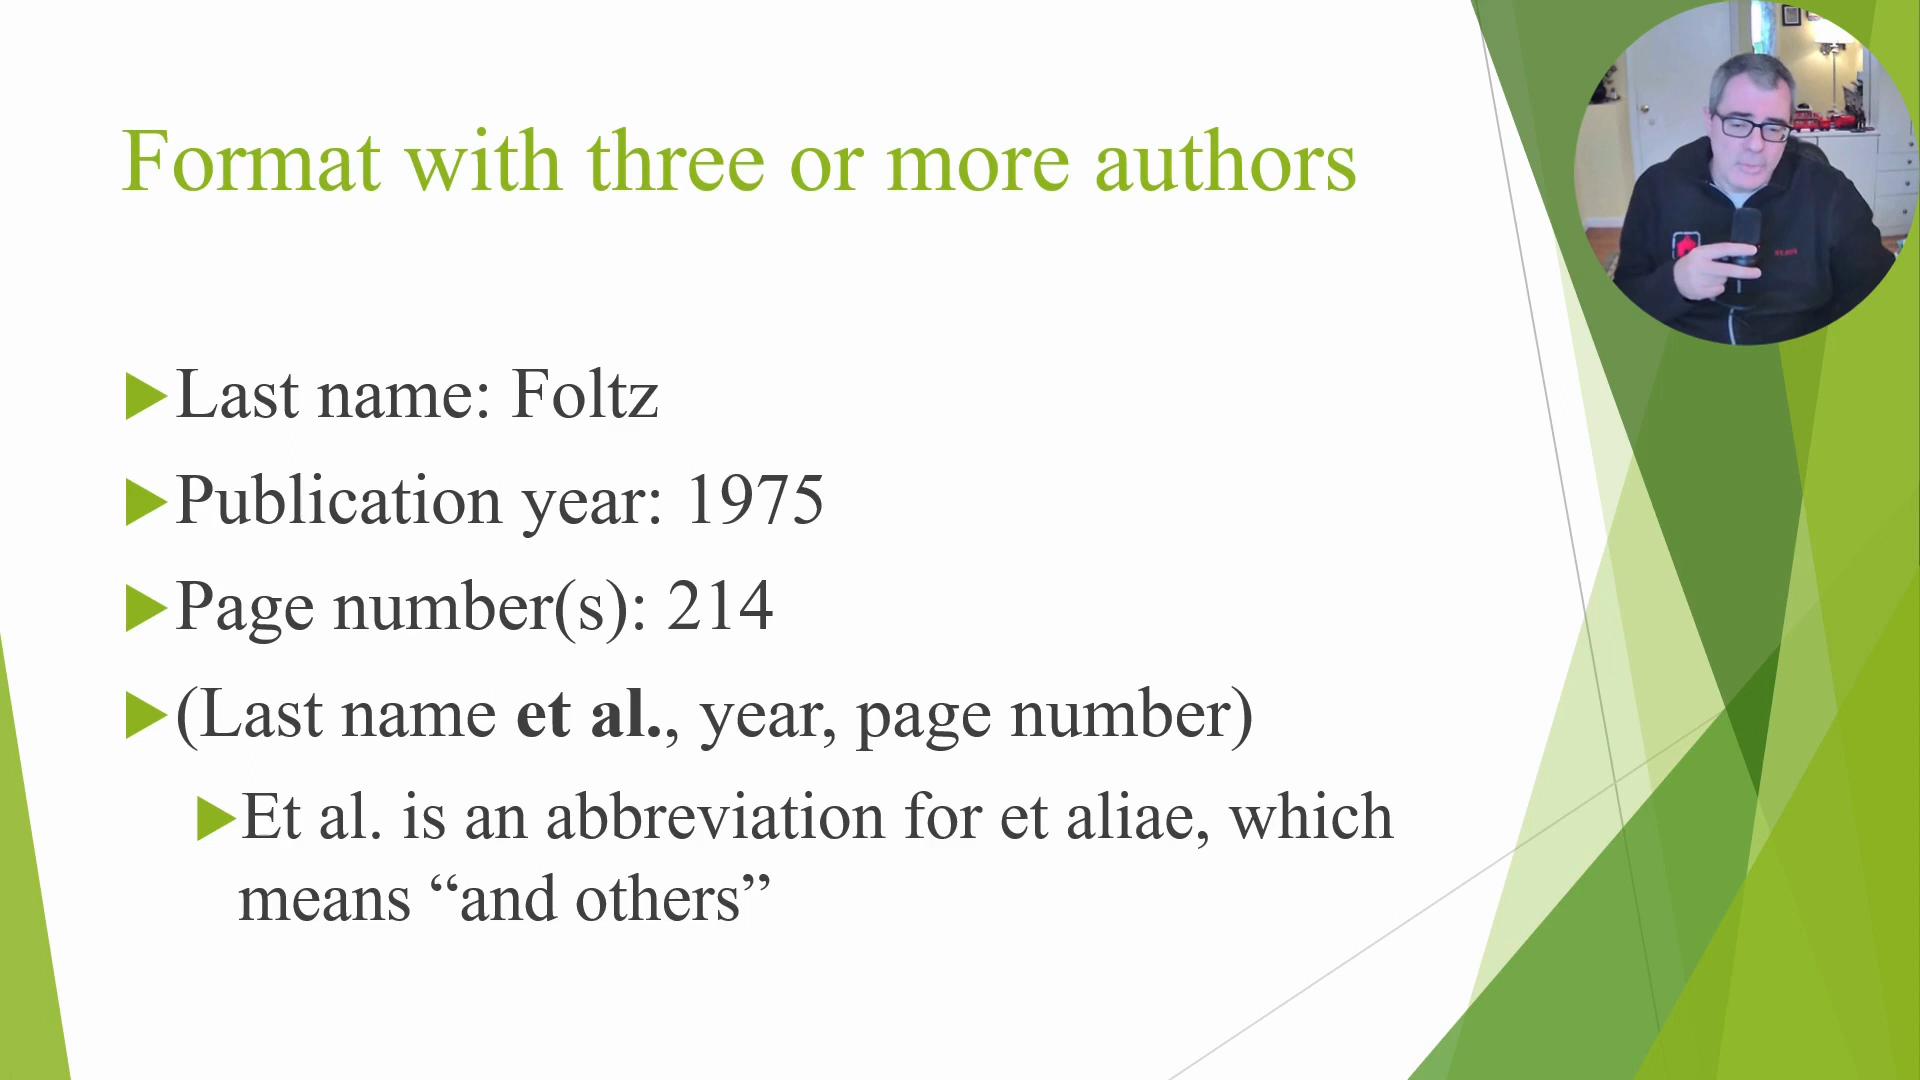 Format with three or more authors
Last name: Foltz
Publication year: 1975
Page number(s): 214
(Last name et al., year, page number)
Et al. is an abbreviation for et aliae, which
means “and others”